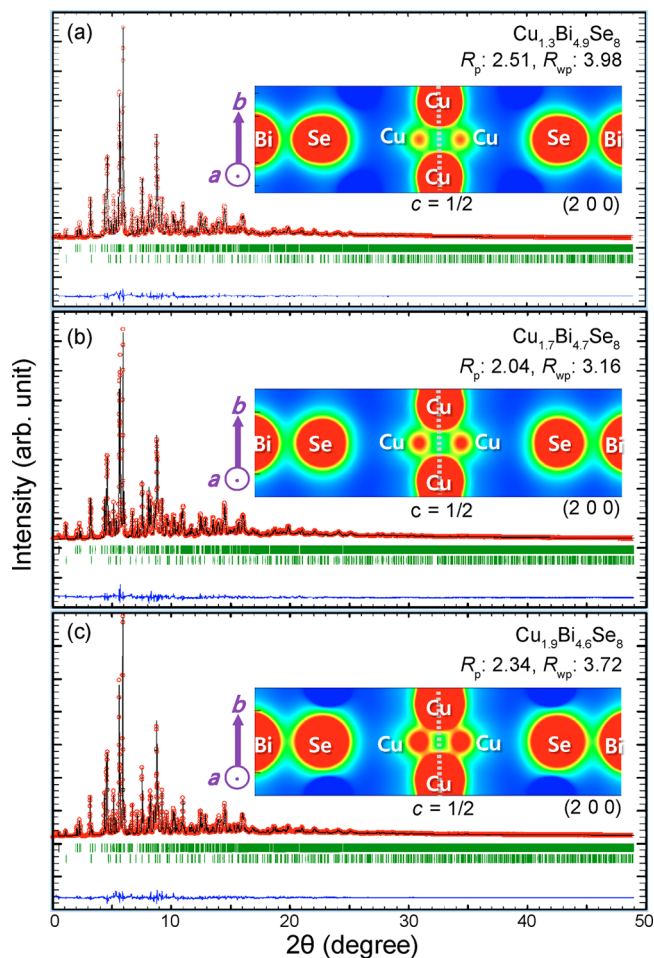 (a)
Cu1.3Bi4.9Se8
Rp: 2.51, Rwp: 3.98
b
a
Bi
Se
Cu
Cu
Cu
Cu
Se
Bi
c = 1/2
(2 0 0)
(b)
Cu1.7Bi4.7Se8
Rp: 2.04, Rwp: 3.16
b
a
Bi
Se
Cu
Cu
Cu
Cu
Se
Bi
c = 1/2
(2 0 0)
(c)
Cu1.9Bi4.6Se8
Rp: 2.34, Rwp: 3.72
b
a
Bi
Se
Cu
Cu
Cu
Cu
Se
Bi
c = 1/2
(2 0 0)
Intensity (arb. unit)
0 10 20 30 40 50
2θ (degree)